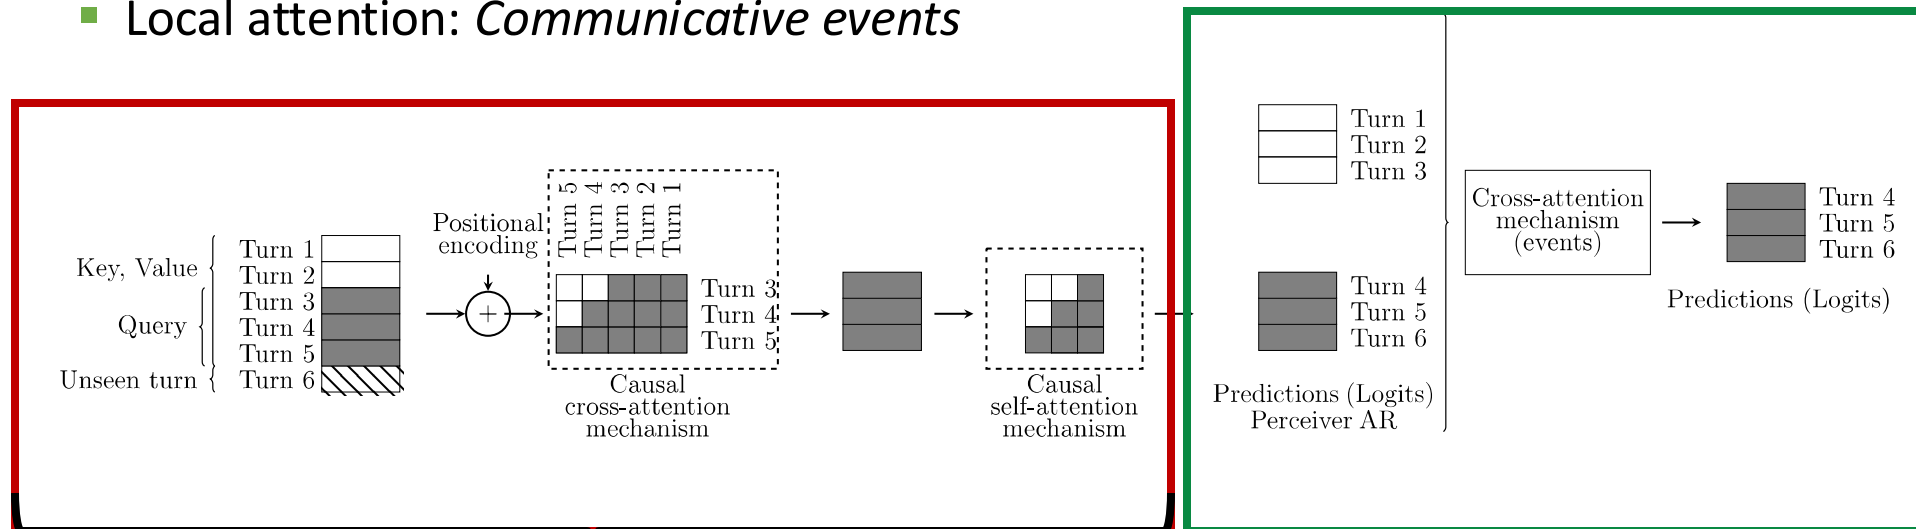 ▪ Local attention: Communicative events
Key, Value
Query
Unseen turn
Turn 1
Turn 2
Turn 3
Turn 4
Turn 5
Turn 6
Positional
encoding
+
Turn 5
Turn 4
Turn 3
Turn 2
Turn 1
Turn 3
Turn 4
Turn 5
Causal
cross-attention
mechanism
Causal
self-attention
mechanism
Turn 1
Turn 2
Turn 3
Turn 4
Turn 5
Turn 6
Predictions (Logits)
Perceiver AR
Cross-attention
mechanism
(events)
Turn 4
Turn 5
Turn 6
Predictions (Logits)